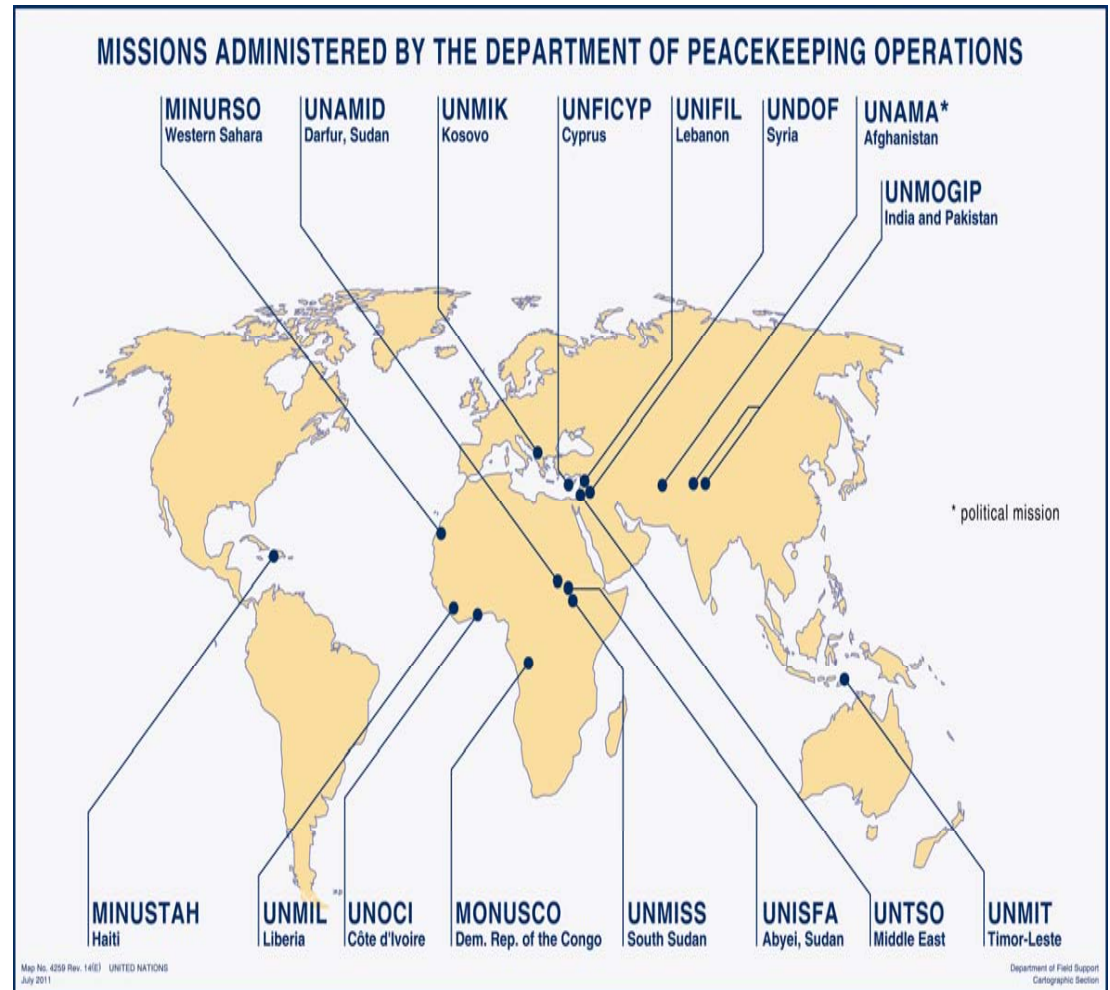 MISSIONS ADMINISTERED BY THE DEPARTMENT OF PEACEKEEPING OPERATIONS
MINURSO
Western Sahara
UNAMID
Darfur, Sudan
UNMIK
Kosovo
UNFICYP
Cyprus
UNIFIL
Lebanon
UNDOF
Syria
UNAMA*
Afghanistan
UNMOGIP
India and Pakistan
* political mission
MINUSTAH
Haiti
UNMIL
Liberia
UNOCI
Côte d'Ivoire
MONUSCO
Dem. Rep. of the Congo
UNMISS
South Sudan
UNISFA
Abyei, Sudan
UNTSO
Middle East
UNMIT
Timor-Leste
Map No. 4259 Rev. 14(E) UNITED NATIONS
July 2011
Department of Field Support
Cartographic Section